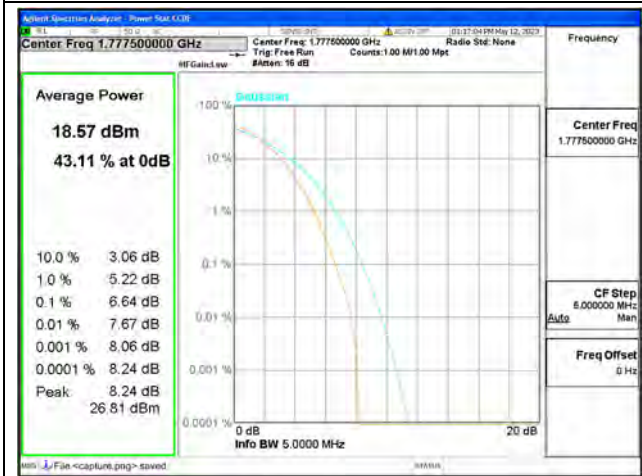 Agilent Spectrum Analyzer - Power Stat CCDF
Center Freq 1.777500000 GHz
#IFGain:Low
Center Freq: 1.777500000 GHz
Trig: Free Run
Counts:1.00 M/1.00 Mpt
#Atten: 16 dB
01:17:04 PM May 12, 2023
Radio Std: None
Frequency
Average Power
18.57 dBm
43.11 % at 0dB
10.0 % 3.06 dB
1.0 % 5.22 dB
0.1 % 6.64 dB
0.01 % 7.67 dB
0.001 % 8.06 dB
0.0001 % 8.24 dB
Peak 8.24 dB
26.81 dBm
Gaussian
100 %
10 %
1 %
0.1 %
0.01 %
0.001 %
0.0001 %
0 dB
20 dB
Info BW 5.0000 MHz
Center Freq
1.777500000 GHz
CF Step
6.000000 MHz
Auto Man
Freq Offset
0 Hz
MSG File <capture.png> saved
STATUS